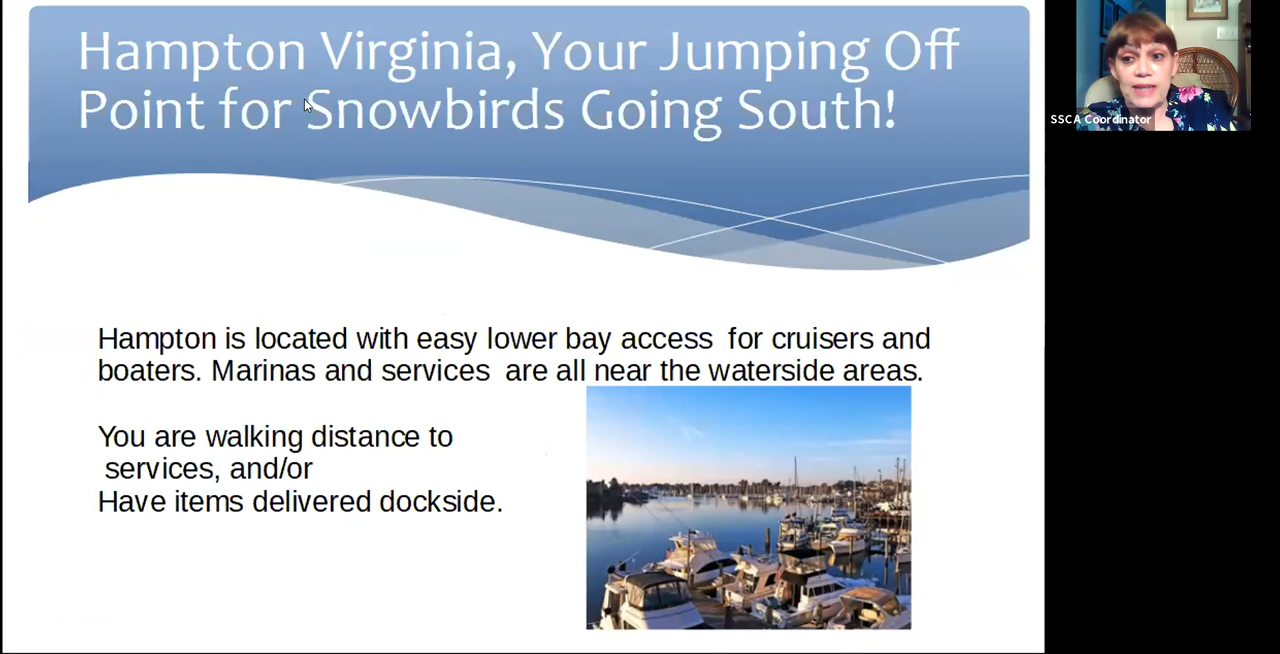 Hampton Virginia, Your Jumping Off
Point for Snowbirds Going South!
SSCA Coordinator
Hampton is located with easy lower bay access for cruisers and
boaters. Marinas and services are all near the waterside areas.
You are walking distance to
services, and/or
Have items delivered dockside.